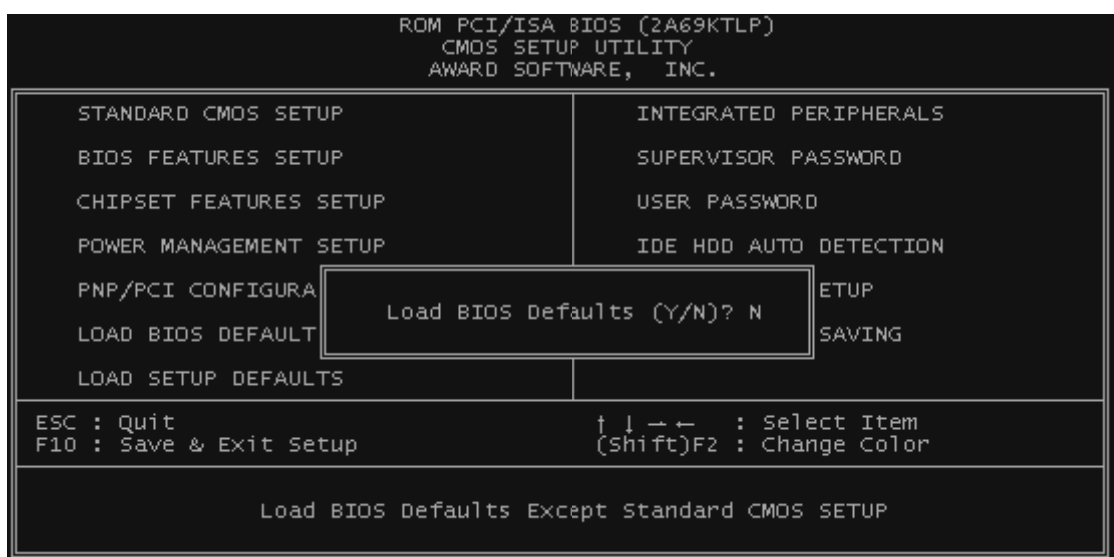 ROM PCI/ISA BIOS (2A69KTLP)
CMOS SETUP UTILITY
AWARD SOFTWARE, INC.
STANDARD CMOS SETUP
BIOS FEATURES SETUP
CHIPSET FEATURES SETUP
POWER MANAGEMENT SETUP
PNP/PCI CONFIGURA
LOAD BIOS DEFAULT
LOAD SETUP DEFAULTS
INTEGRATED PERIPHERALS
SUPERVISOR PASSWORD
USER PASSWORD
IDE HDD AUTO DETECTION
ETUP
SAVING
Load BIOS Defaults (Y/N)? N
ESC : Quit
F10 : Save & Exit Setup
↑ ↓ → ← : Select Item
(Shift)F2 : Change Color
Load BIOS Defaults Except Standard CMOS SETUP